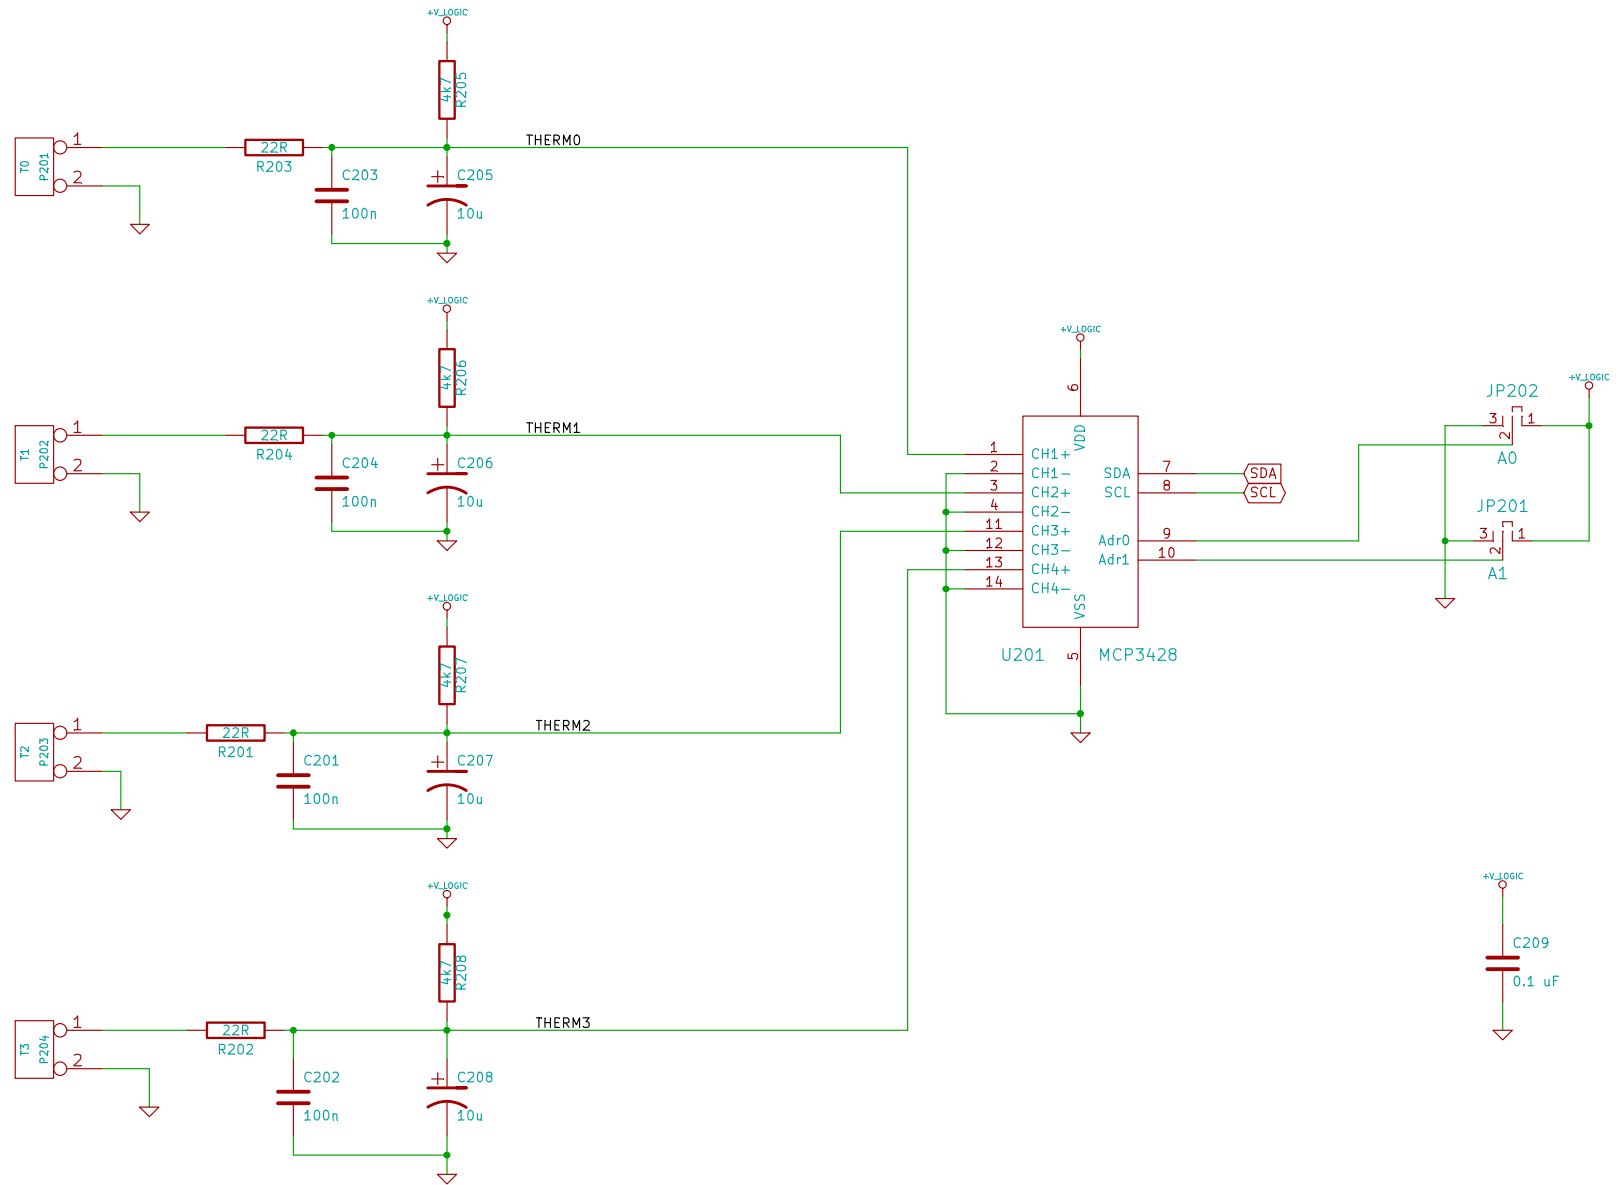 +V_LOGIC
4k7
R205
T0
P201
1
2
22R
R203
C203
100n
C205
10u
THERM0
+V_LOGIC
4k7
R206
T1
P202
1
2
22R
R204
C204
100n
C206
10u
THERM1
+V_LOGIC
4k7
R207
T2
P203
1
2
22R
R201
C201
100n
C207
10u
THERM2
+V_LOGIC
4k7
R208
T3
P204
1
2
22R
R202
C202
100n
C208
10u
THERM3
+V_LOGIC
6
VDD
1 CH1+
2 CH1-
3 CH2+
4 CH2-
11 CH3+
12 CH3-
13 CH4+
14 CH4-
SDA 7 SDA
SCL 8 SCL
Adr0 9
Adr1 10
VSS
5
U201
MCP3428
+V_LOGIC
JP202
3 2 1
A0
JP201
3 2 1
A1
+V_LOGIC
C209
0.1 uF